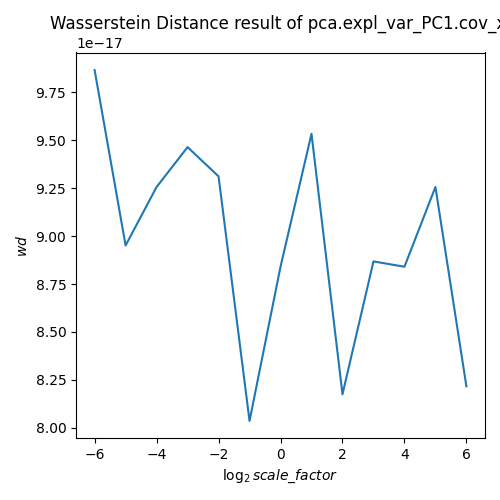 Wasserstein Distance result of pca.expl_var_PC1.cov_x
1e−17
9.75
9.50
9.25
9.00
8.75
8.50
8.25
8.00
wd
−6 −4 −2 0 2 4 6
log₂ scale_factor